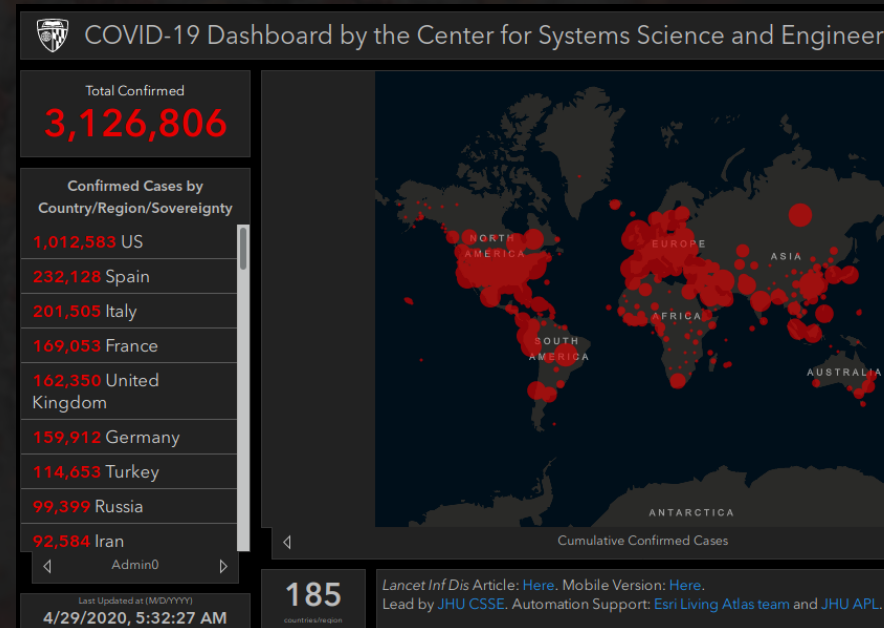 COVID-19 Dashboard by the Center for Systems Science and Engineer
Total Confirmed
3,126,806
Confirmed Cases by
Country/Region/Sovereignty
1,012,583 US
232,128 Spain
201,505 Italy
169,053 France
162,350 United
Kingdom
159,912 Germany
114,653 Turkey
99,399 Russia
92,584 Iran
Admin0
Last Updated at (M/D/YYYY)
4/29/2020, 5:32:27 AM
NORTH
AMERICA
EUROPE
ASIA
AFRICA
SOUTH
AMERICA
AUSTRALIA
ANTARCTICA
Cumulative Confirmed Cases
185
countries/region
Lancet Inf Dis Article: Here. Mobile Version: Here.
Lead by JHU CSSE. Automation Support: Esri Living Atlas team and JHU APL.